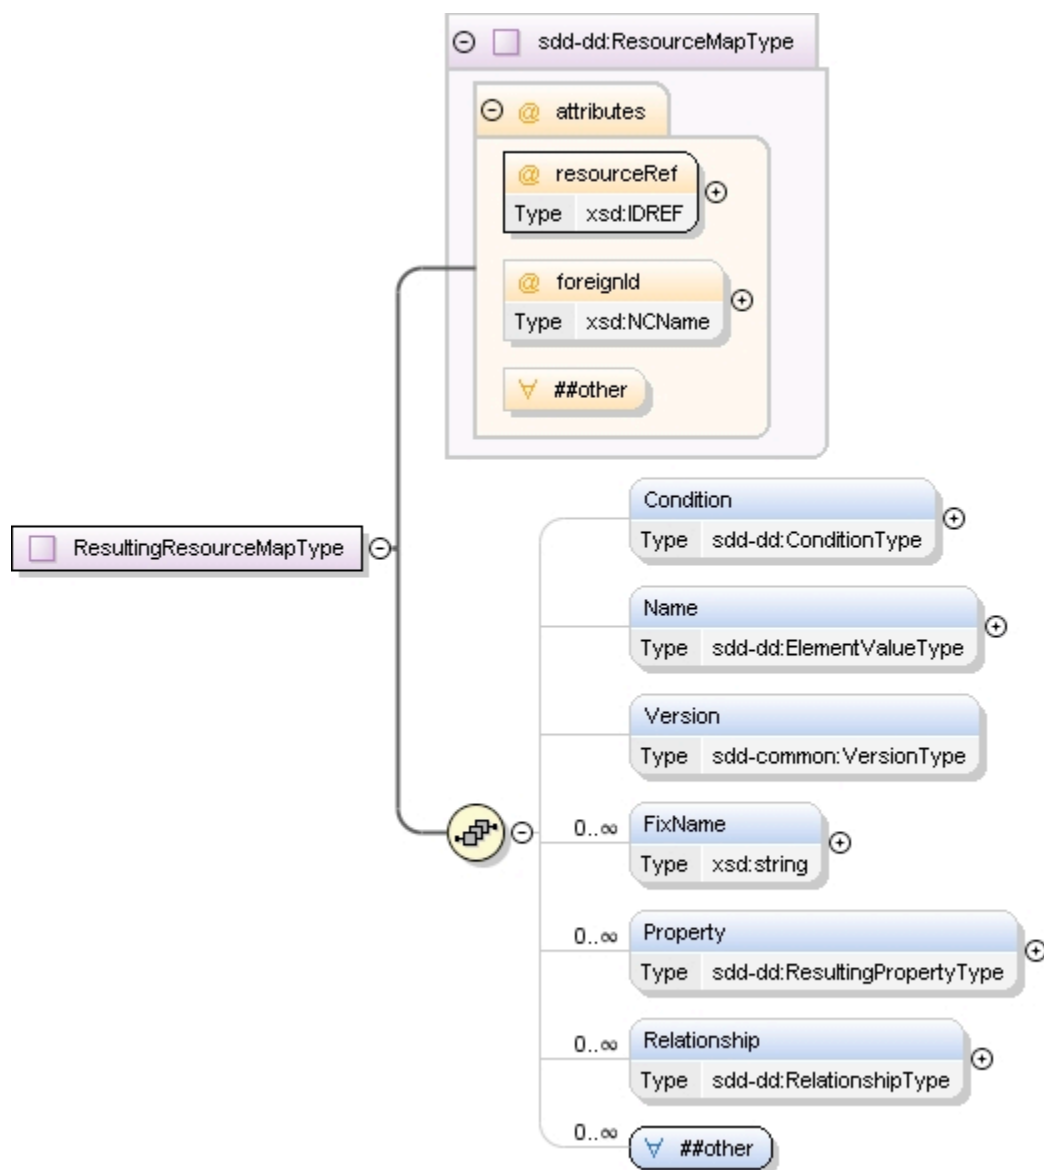 sdd-dd:ResourceMapType
@ attributes
@ resourceRef
Type xsd:IDREF
@ foreignId
Type xsd:NCName
∀ ##other
ResultingResourceMapType
Condition
Type sdd-dd:ConditionType
Name
Type sdd-dd:ElementValueType
Version
Type sdd-common:VersionType
0..∞ FixName
Type xsd:string
0..∞ Property
Type sdd-dd:ResultingPropertyType
0..∞ Relationship
Type sdd-dd:RelationshipType
0..∞ ∀ ##other